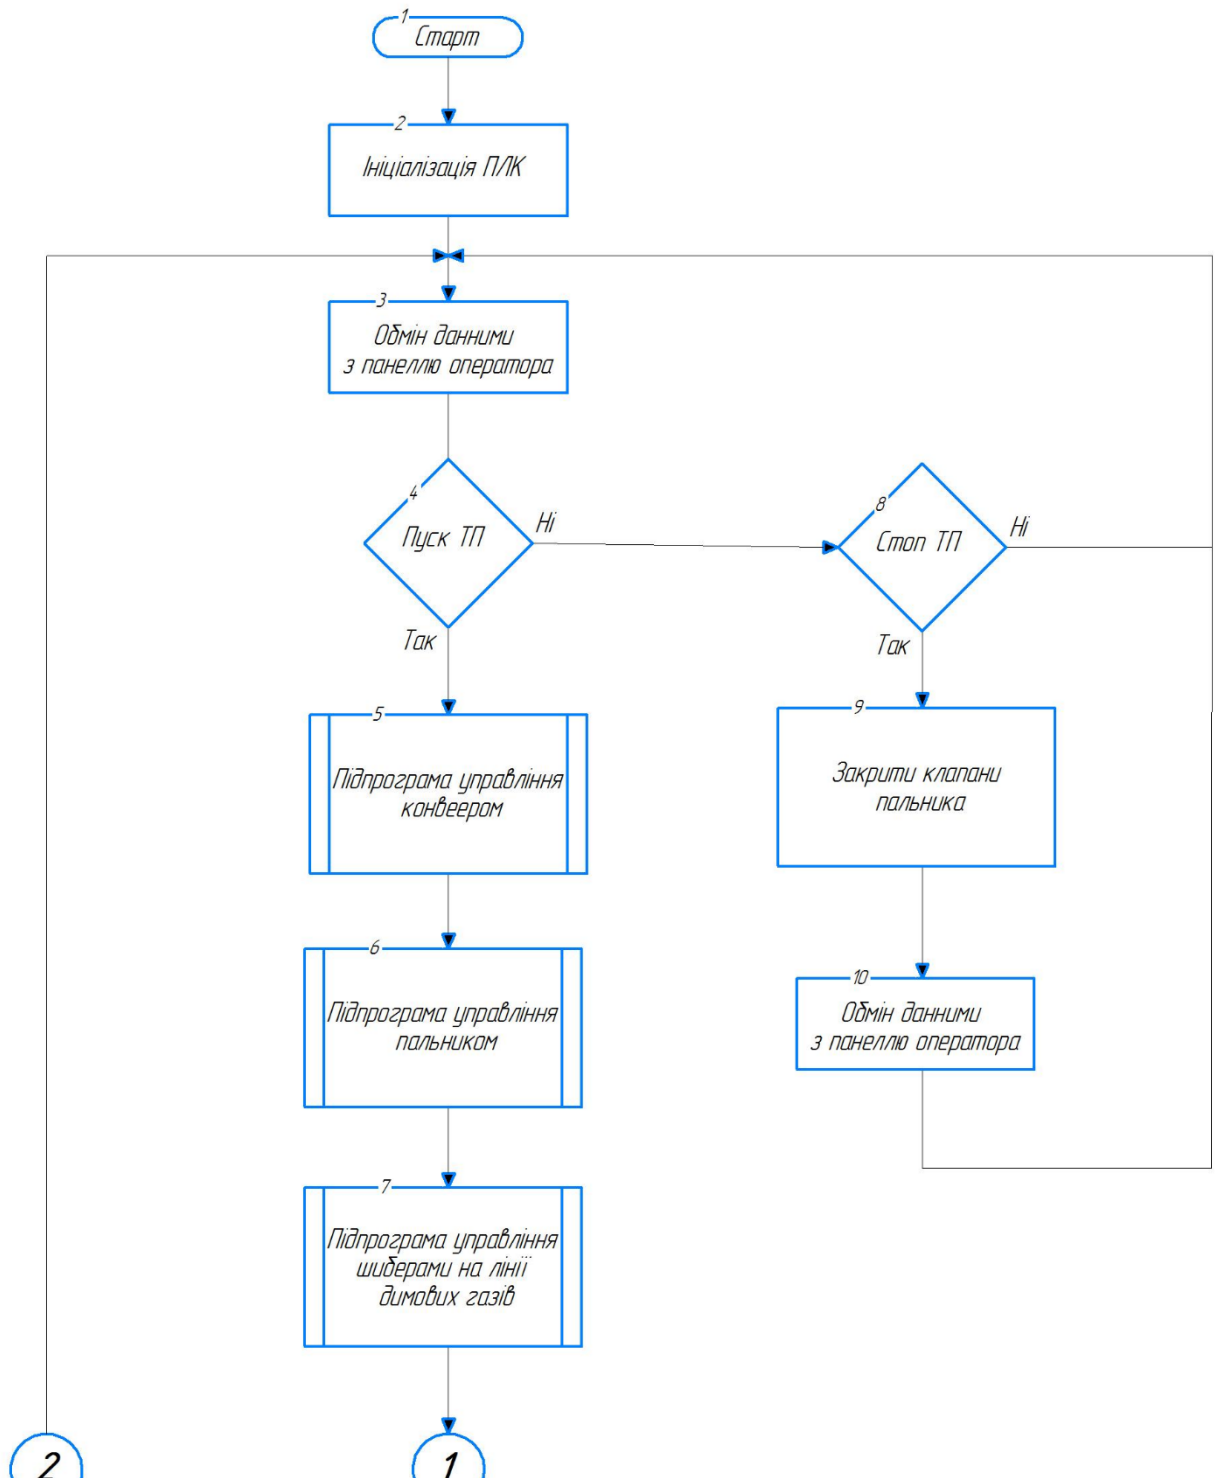 1
Старт
2
Ініціалізація ПЛК
3
Обмін данними
з панеллю оператора
4
Пуск ТП
Ні
Так
8
Стоп ТП
Ні
Так
5
Підпрограма управління
конвеером
9
Закрити клапани
пальника
6
Підпрограма управління
пальником
10
Обмін данними
з панеллю оператора
7
Підпрограма управління
шиберами на лінії
димових газів
2
1